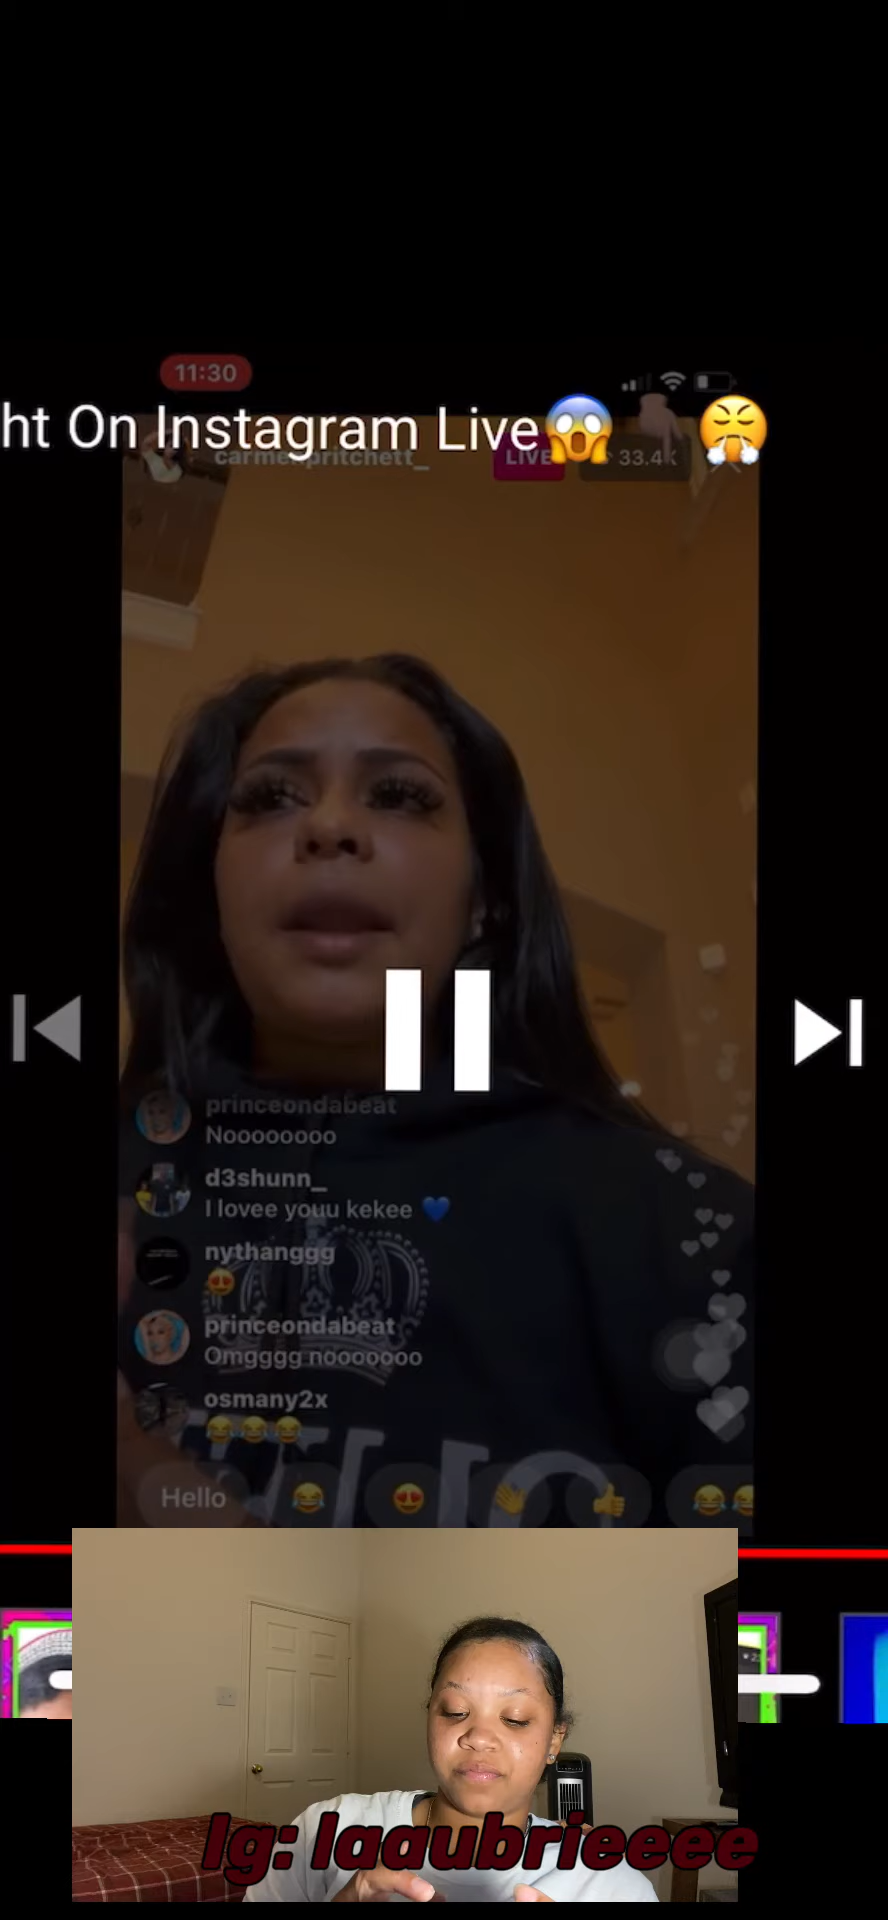 11:30
ht On Instagram Live😱 😤
carmenpritchett_ LIVE 33.4K
princeondabeat
Noooooooo
d3shunn_
I lovee youu kekee 💙
nythanggg
😍
princeondabeat
Omgggg nooooooo
osmany2x
😂😂😂
Hello 😂 😍 👋 👍 😂😂
Ig: laaubrieeee